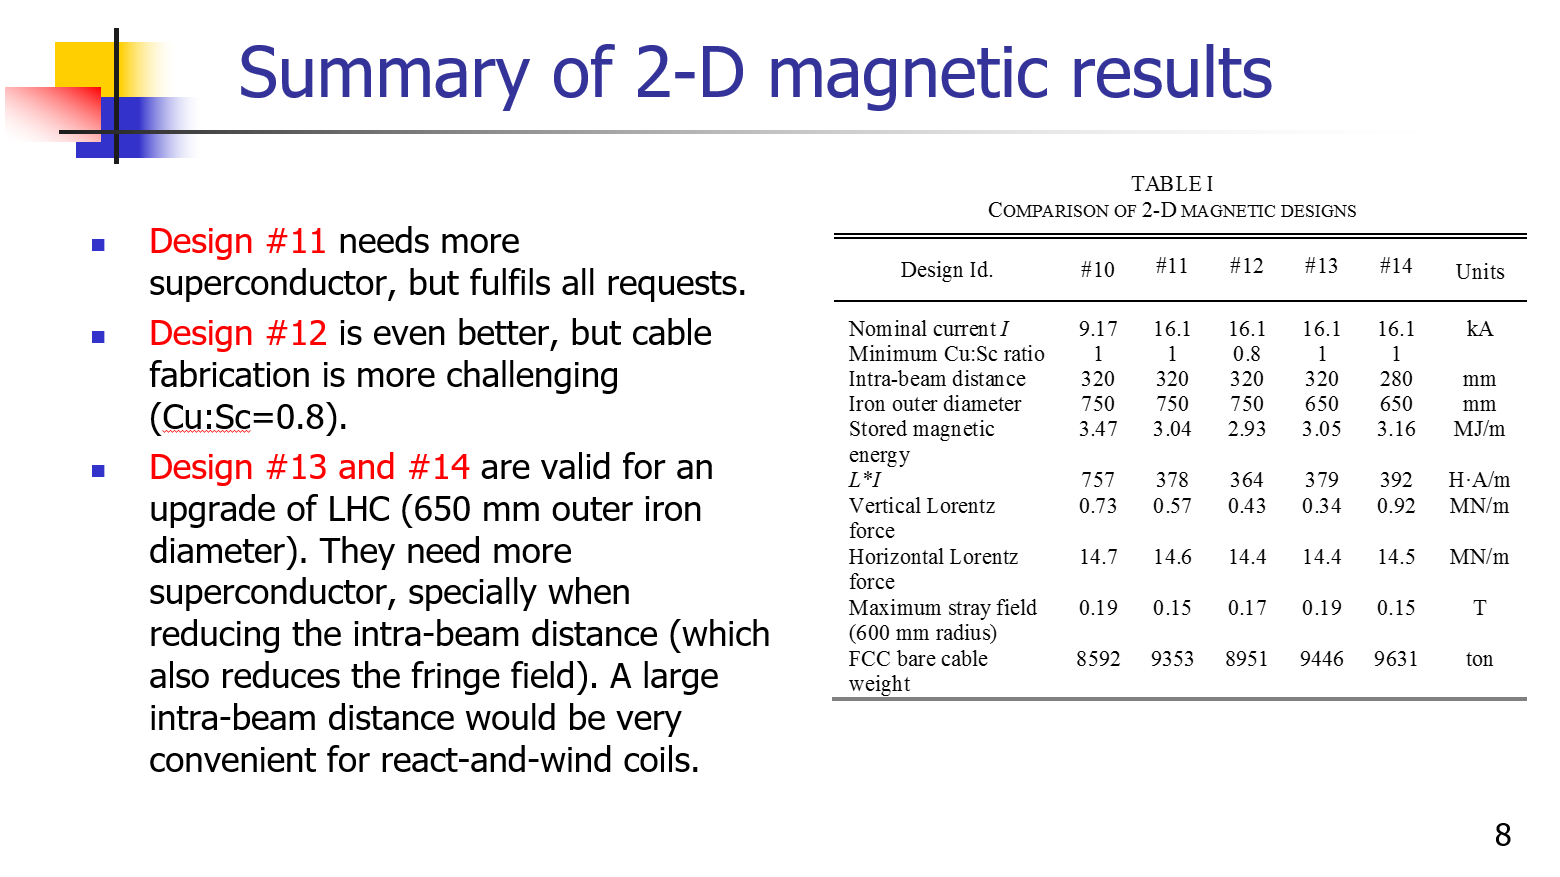 Summary of 2-D magnetic results
Design #11 needs more
superconductor, but fulfils all requests.
Design #12 is even better, but cable
fabrication is more challenging
(Cu:Sc=0.8).
Design #13 and #14 are valid for an
upgrade of LHC (650 mm outer iron
diameter). They need more
superconductor, specially when
reducing the intra-beam distance (which
also reduces the fringe field). A large
intra-beam distance would be very
convenient for react-and-wind coils.
TABLE I
COMPARISON OF 2-D MAGNETIC DESIGNS
Design Id. #10 #11 #12 #13 #14 Units
Nominal current I 9.17 16.1 16.1 16.1 16.1 kA
Minimum Cu:Sc ratio 1 1 0.8 1 1
Intra-beam distance 320 320 320 320 280 mm
Iron outer diameter 750 750 750 650 650 mm
Stored magnetic 3.47 3.04 2.93 3.05 3.16 MJ/m
energy
L*I 757 378 364 379 392 H·A/m
Vertical Lorentz 0.73 0.57 0.43 0.34 0.92 MN/m
force
Horizontal Lorentz 14.7 14.6 14.4 14.4 14.5 MN/m
force
Maximum stray field 0.19 0.15 0.17 0.19 0.15 T
(600 mm radius)
FCC bare cable 8592 9353 8951 9446 9631 ton
weight
8